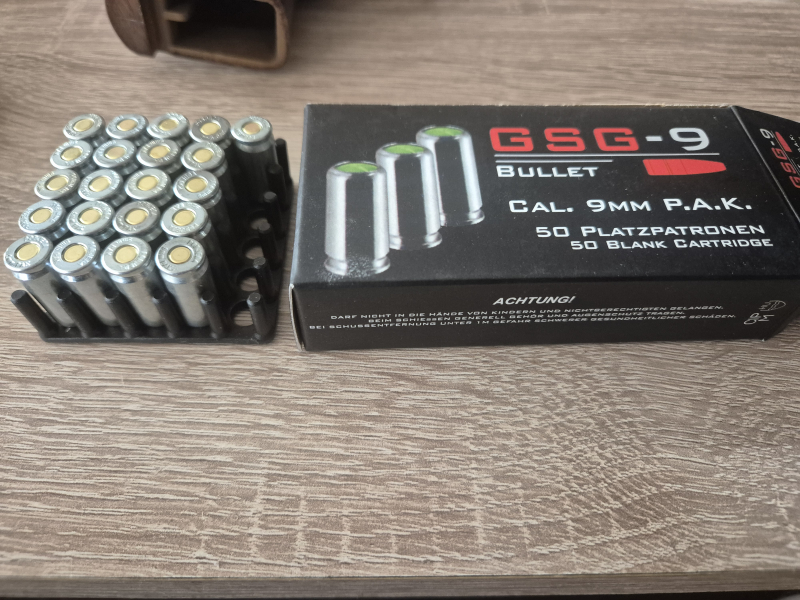 GSG-9
BULLET
CAL. 9MM P.A.K.
50 PLATZPATRONEN
50 BLANK CARTRIDGE
ACHTUNG!
DARF NICHT IN DIE HÄNDE VON KINDERN UND NICHTBERECHTIGTEN GELANGEN.
BEIM SCHIEßEN GENERELL GEHÖR UND AUGENSCHUTZ TRAGEN.
BEI SCHUSSENTFERNUNG UNTER 1M GEFAHR SCHWERER GESUNDHEITLICHER SCHÄDEN.
GSG-9